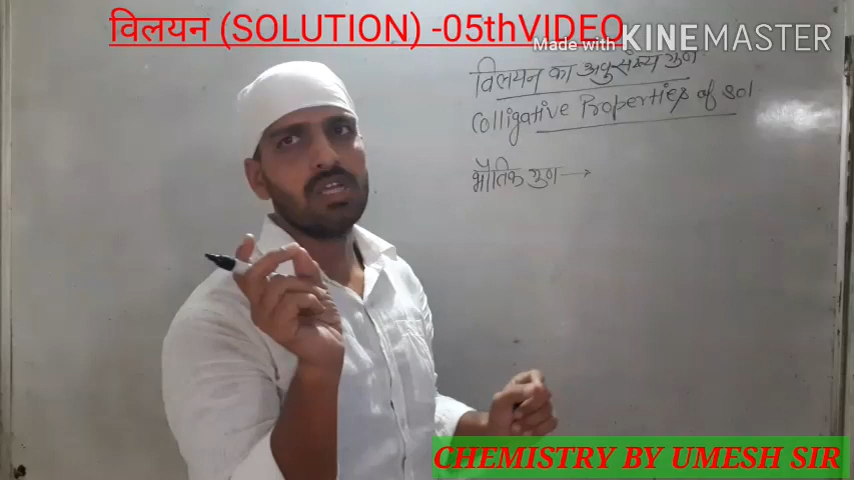 विलयन (SOLUTION) -05thVIDEO
Made with KINEMASTER
विलयन का अणुसंख्य गुण
Colligative Properties of sol
भौतिक गुण →
CHEMISTRY BY UMESH SIR